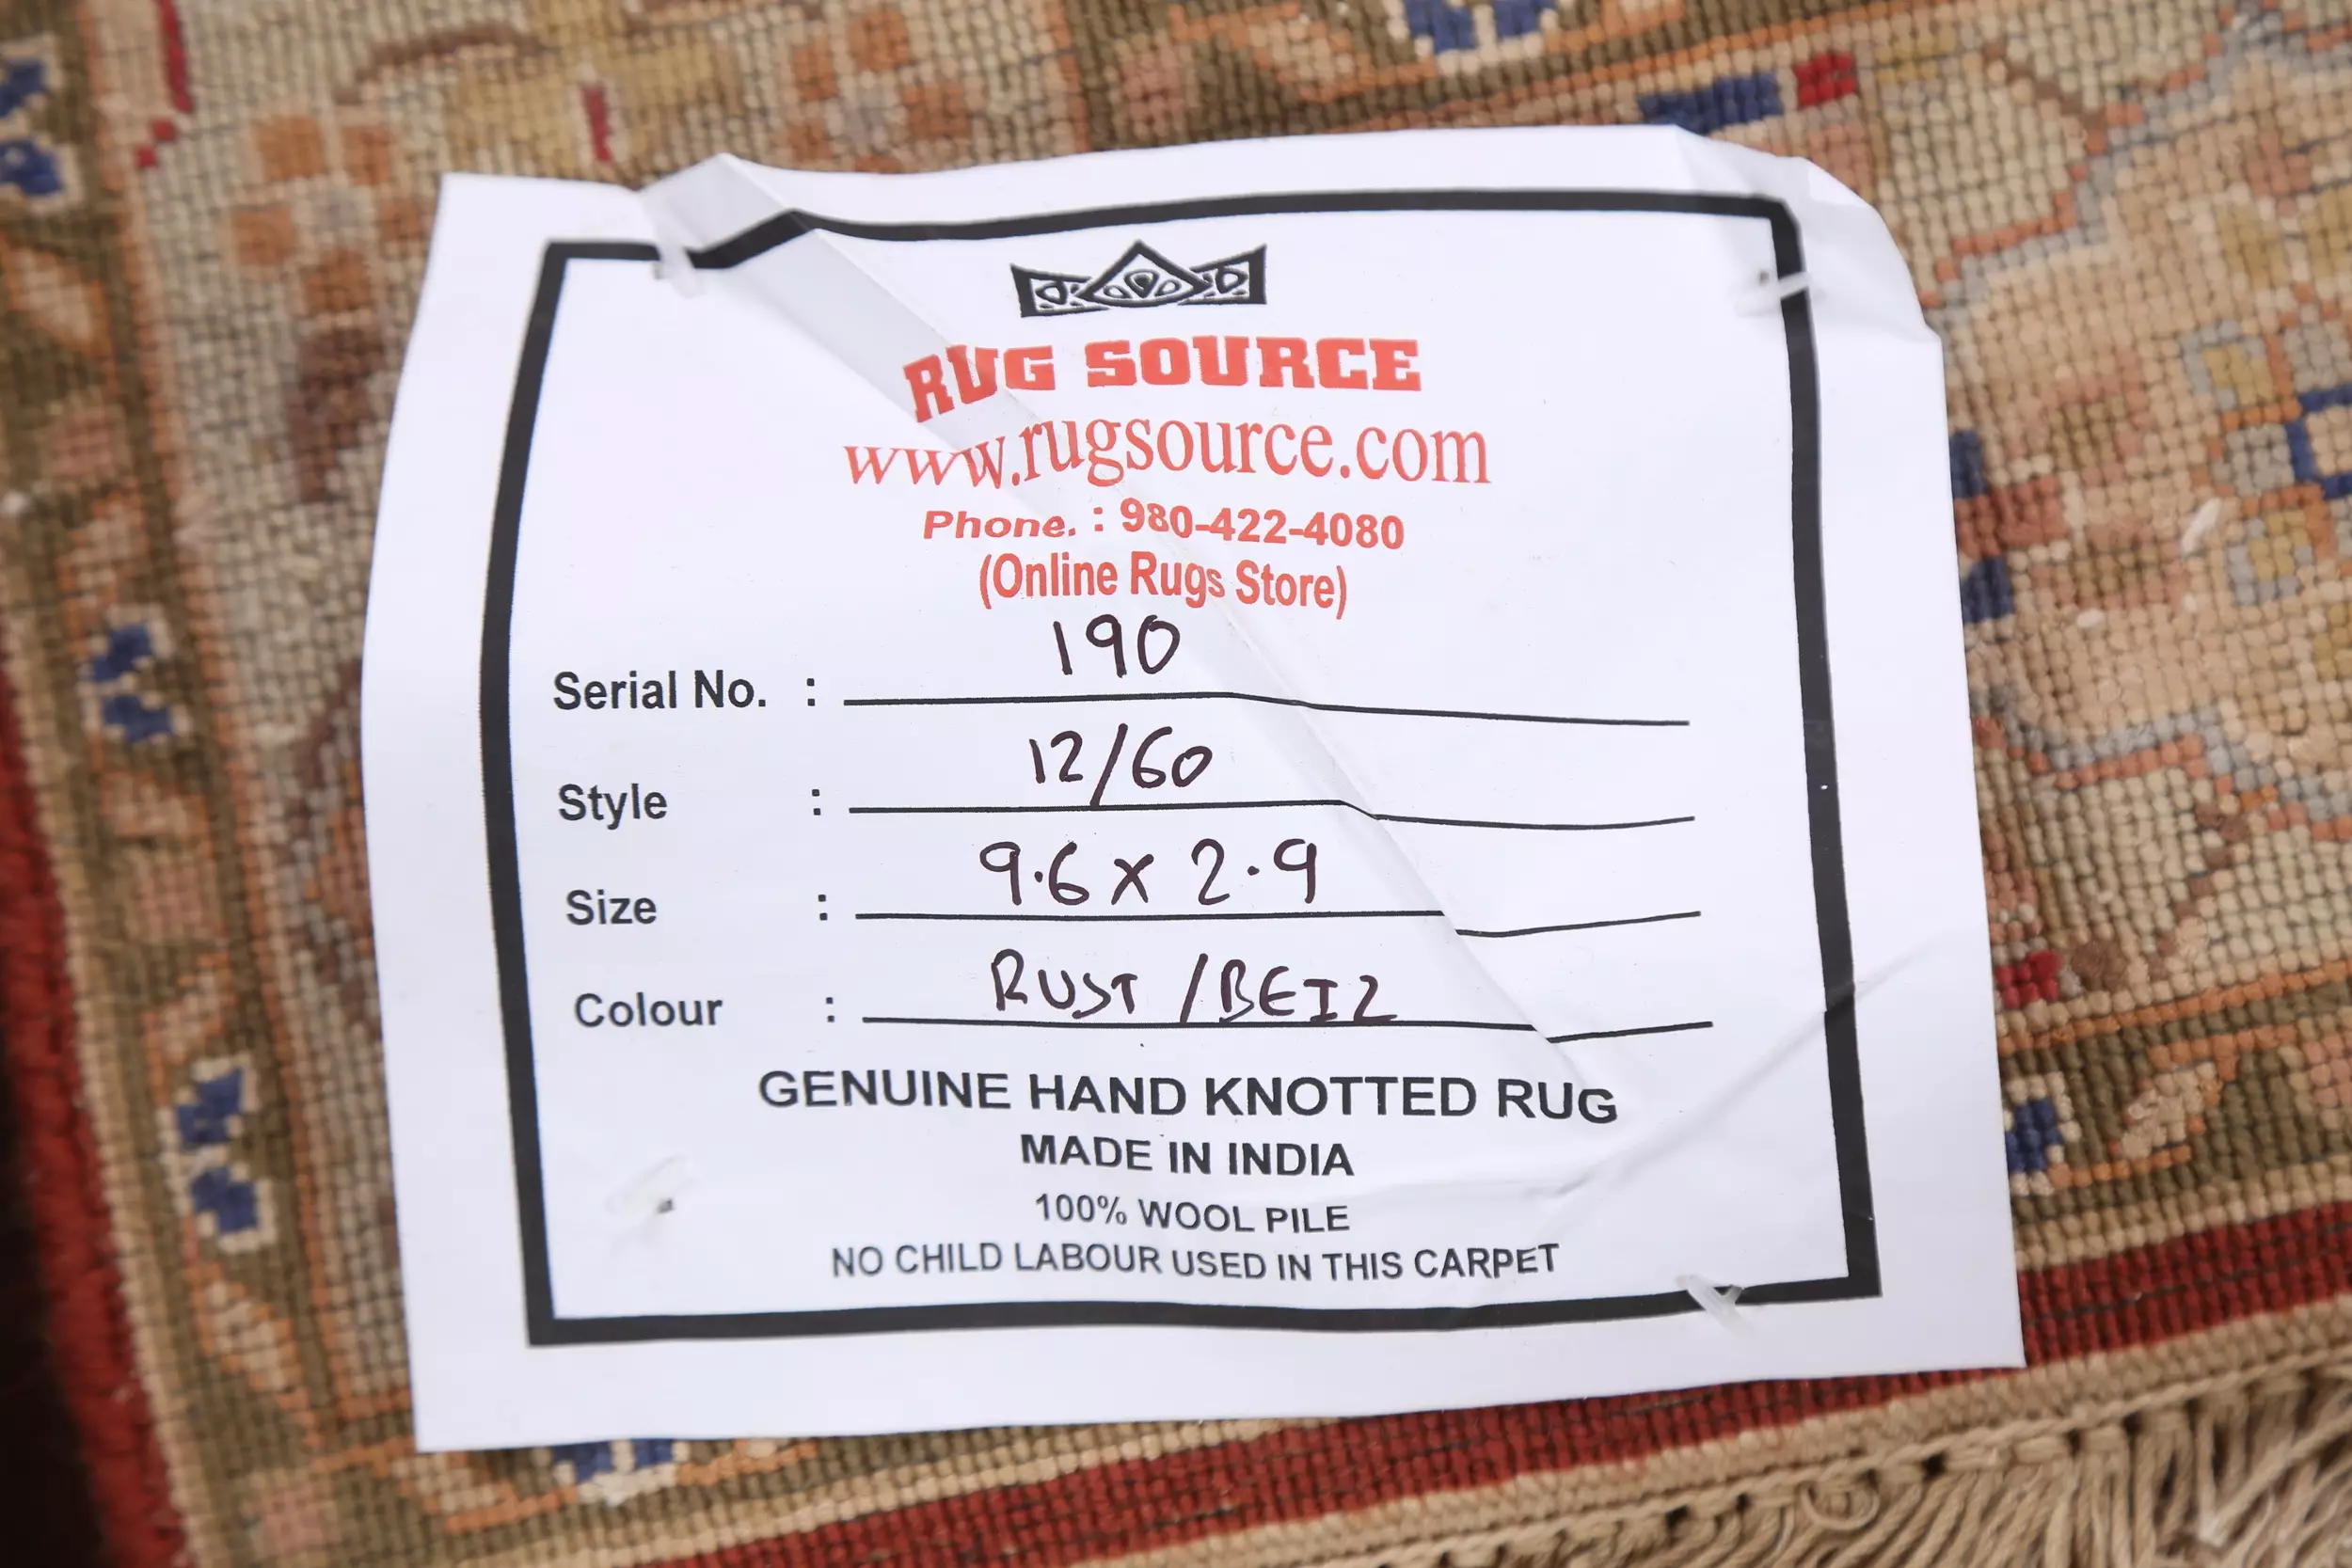 RUG SOURCE
www.rugsource.com
Phone. : 980-422-4080
(Online Rugs Store)
Serial No. : 190
Style : 12/60
Size : 9.6 x 2.9
Colour : RUST / BEIZ
GENUINE HAND KNOTTED RUG
MADE IN INDIA
100% WOOL PILE
NO CHILD LABOUR USED IN THIS CARPET